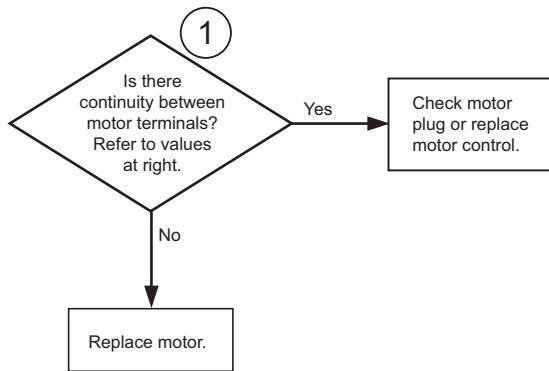 1
Is there
continuity between
motor terminals?
Refer to values
at right.
Yes
Check motor
plug or replace
motor control.
No
Replace motor.